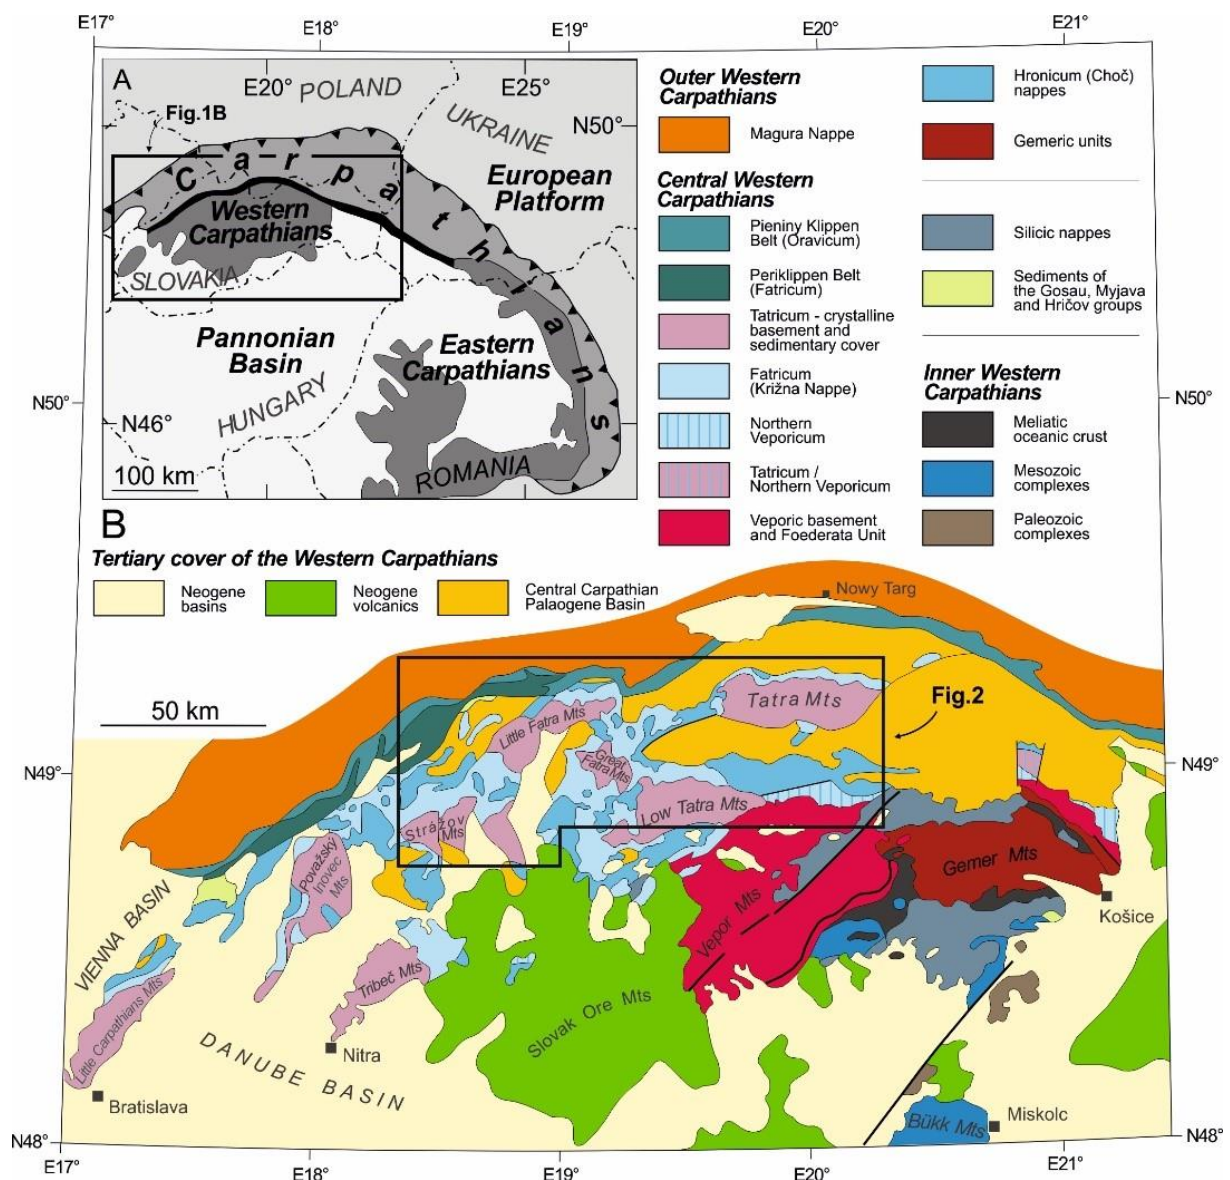 E17°
E18°
E19°
E20°
E21°
A
E20°
E25°
POLAND
Fig.1B
UKRAINE
N50°
Carpathians
European
Platform
Western
Carpathians
SLOVAKIA
Pannonian
Basin
Eastern
Carpathians
HUNGARY
N46°
ROMANIA
100 km
N50°
N50°
Outer Western
Carpathians
Magura Nappe
Central Western
Carpathians
Pieniny Klippen
Belt (Oravicum)
Periklippen Belt
(Fatricum)
Tatricum - crystalline
basement and
sedimentary cover
Fatricum
(Križna Nappe)
Northern
Veporicum
Tatricum /
Northern Veporicum
Veporic basement
and Foederata Unit
Hronicum (Choč)
nappes
Gemeric units
Silicic nappes
Sediments of
the Gosau, Myjava
and Hričov groups
Inner Western
Carpathians
Meliatic
oceanic crust
Mesozoic
complexes
Paleozoic
complexes
B
Tertiary cover of the Western Carpathians
Neogene
basins
Neogene
volcanics
Central Carpathian
Palaogene Basin
Nowy Targ
50 km
Fig.2
Tatra Mts
Little Fatra Mts
Great
Fatra Mts
Low Tatra Mts
Strážov
Mts
N49°
N49°
Považský
Inovec
Mts
Gemer Mts
Košice
Vepor Mts
VIENNA BASIN
Tribeč Mts
Little Carpathians Mts
Slovak Ore Mts
DANUBE BASIN
Nitra
Bratislava
Bükk Mts
Miskolc
N48°
N48°
E17°
E18°
E19°
E20°
E21°